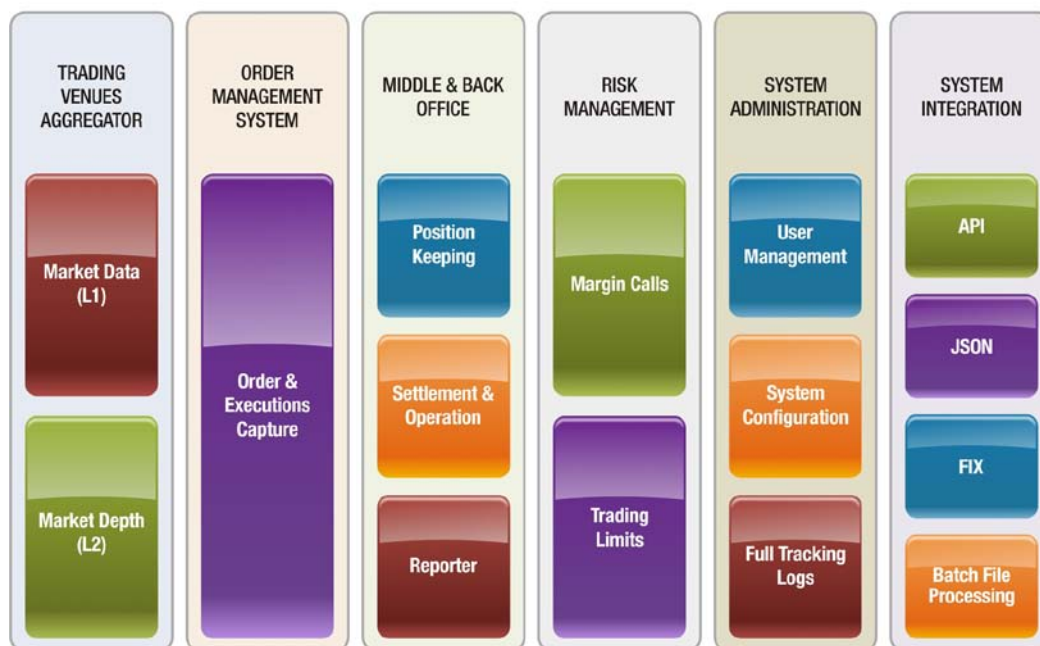 TRADING
VENUES
AGGREGATOR
Market Data
(L1)
Market Depth
(L2)
ORDER
MANAGEMENT
SYSTEM
Order &
Executions
Capture
MIDDLE & BACK
OFFICE
Position
Keeping
Settlement &
Operation
Reporter
RISK
MANAGEMENT
Margin Calls
Trading
Limits
SYSTEM
ADMINISTRATION
User
Management
System
Configuration
Full Tracking
Logs
SYSTEM
INTEGRATION
API
JSON
FIX
Batch File
Processing